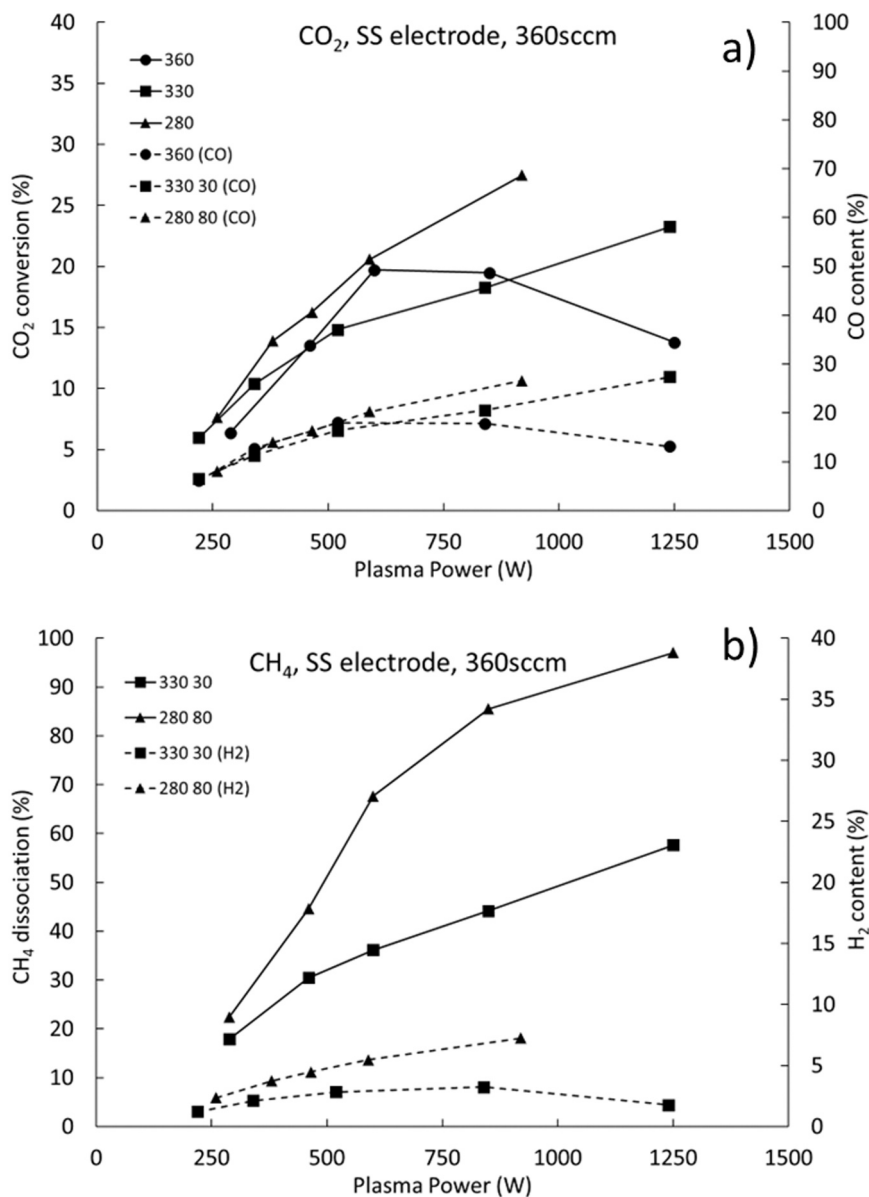 CO₂, SS electrode, 360sccm
a)
360
330
280
360 (CO)
330 30 (CO)
280 80 (CO)
CO₂ conversion (%)
40
35
30
25
20
15
10
5
0
CO content (%)
100
90
80
70
60
50
40
30
20
10
0
0 250 500 750 1000 1250 1500
Plasma Power (W)
CH₄, SS electrode, 360sccm
b)
330 30
280 80
330 30 (H2)
280 80 (H2)
CH₄ dissociation (%)
100
90
80
70
60
50
40
30
20
10
0
H₂ content (%)
40
35
30
25
20
15
10
5
0
0 250 500 750 1000 1250 1500
Plasma Power (W)